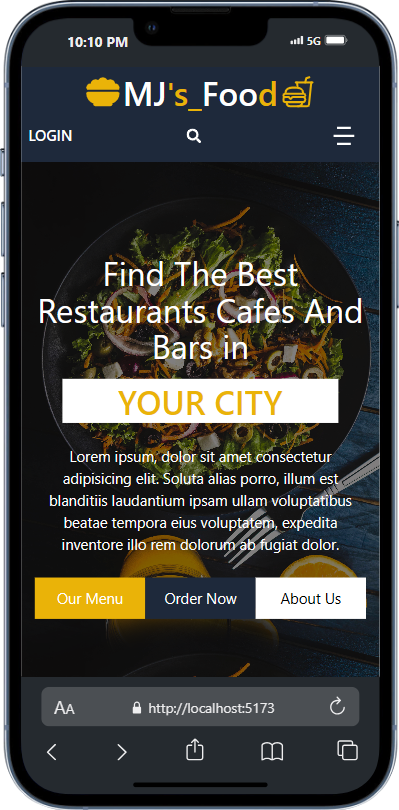 10:10 PM 5G
MJ's_Food
LOGIN
Find The Best
Restaurants Cafes And
Bars in
YOUR CITY
Lorem ipsum, dolor sit amet consectetur
adipisicing elit. Soluta alias porro, illum est
blanditiis laudantium ipsam ullam voluptatibus
beatae tempora eius voluptatem, expedita
inventore illo rem dolorum ab fugiat dolor.
Our Menu Order Now About Us
AA http://localhost:5173